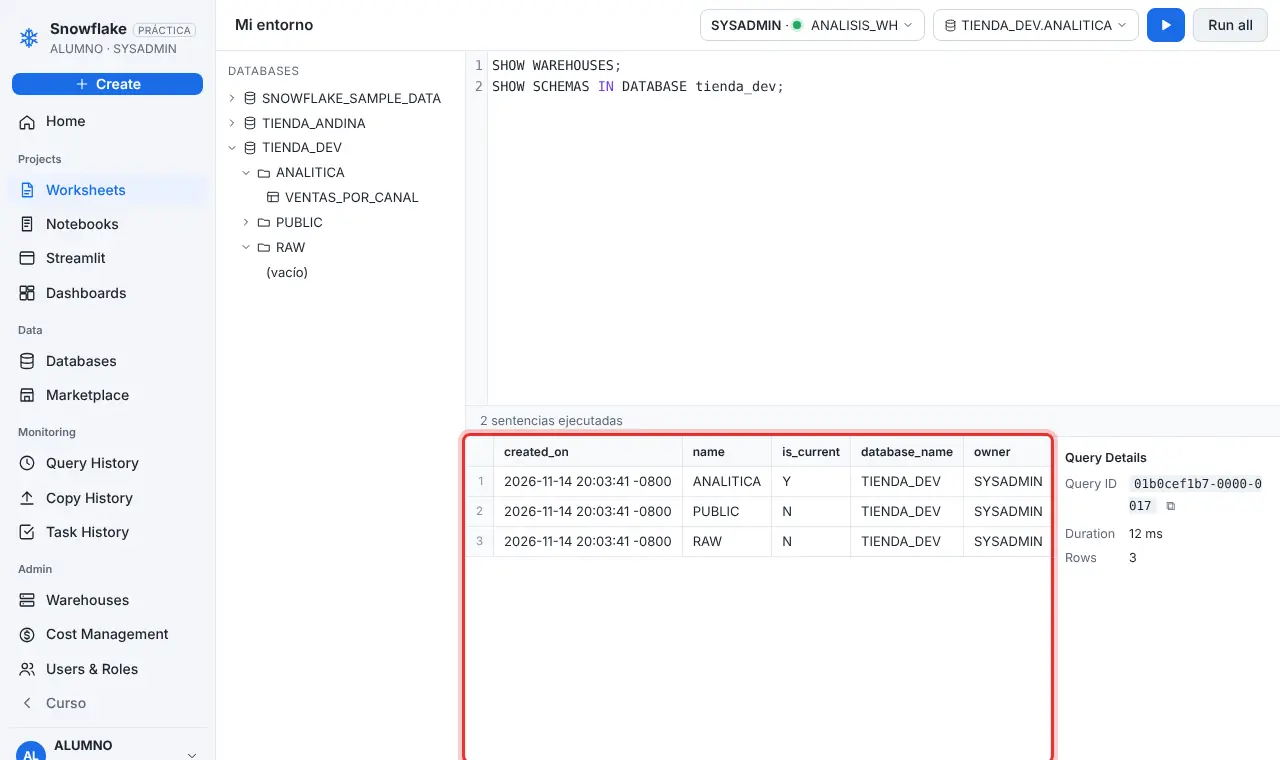 Snowflake PRÁCTICA
ALUMNO · SYSADMIN
+ Create
Home
Projects
Worksheets
Notebooks
Streamlit
Dashboards
Data
Databases
Marketplace
Monitoring
Query History
Copy History
Task History
Admin
Warehouses
Cost Management
Users & Roles
Curso
AL ALUMNO
Mi entorno
SYSADMIN · ANALISIS_WH
TIENDA_DEV.ANALITICA
Run all
DATABASES
SNOWFLAKE_SAMPLE_DATA
TIENDA_ANDINA
TIENDA_DEV
ANALITICA
VENTAS_POR_CANAL
PUBLIC
RAW
(vacío)
1 SHOW WAREHOUSES;
2 SHOW SCHEMAS IN DATABASE tienda_dev;
2 sentencias ejecutadas
created_on name is_current database_name owner
1 2026-11-14 20:03:41 -0800 ANALITICA Y TIENDA_DEV SYSADMIN
2 2026-11-14 20:03:41 -0800 PUBLIC N TIENDA_DEV SYSADMIN
3 2026-11-14 20:03:41 -0800 RAW N TIENDA_DEV SYSADMIN
Query Details
Query ID 01b0cef1b7-0000-0
017
Duration 12 ms
Rows 3